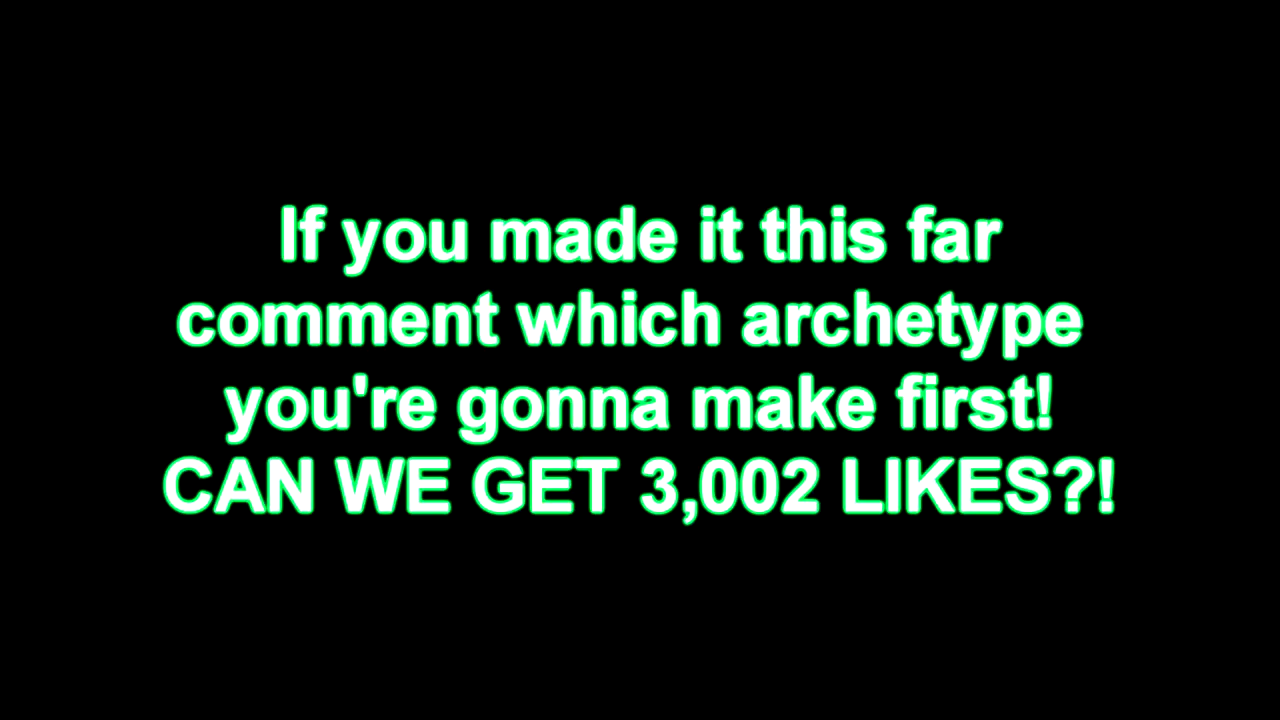 If you made it this far
comment which archetype
you're gonna make first!
CAN WE GET 3,002 LIKES?!